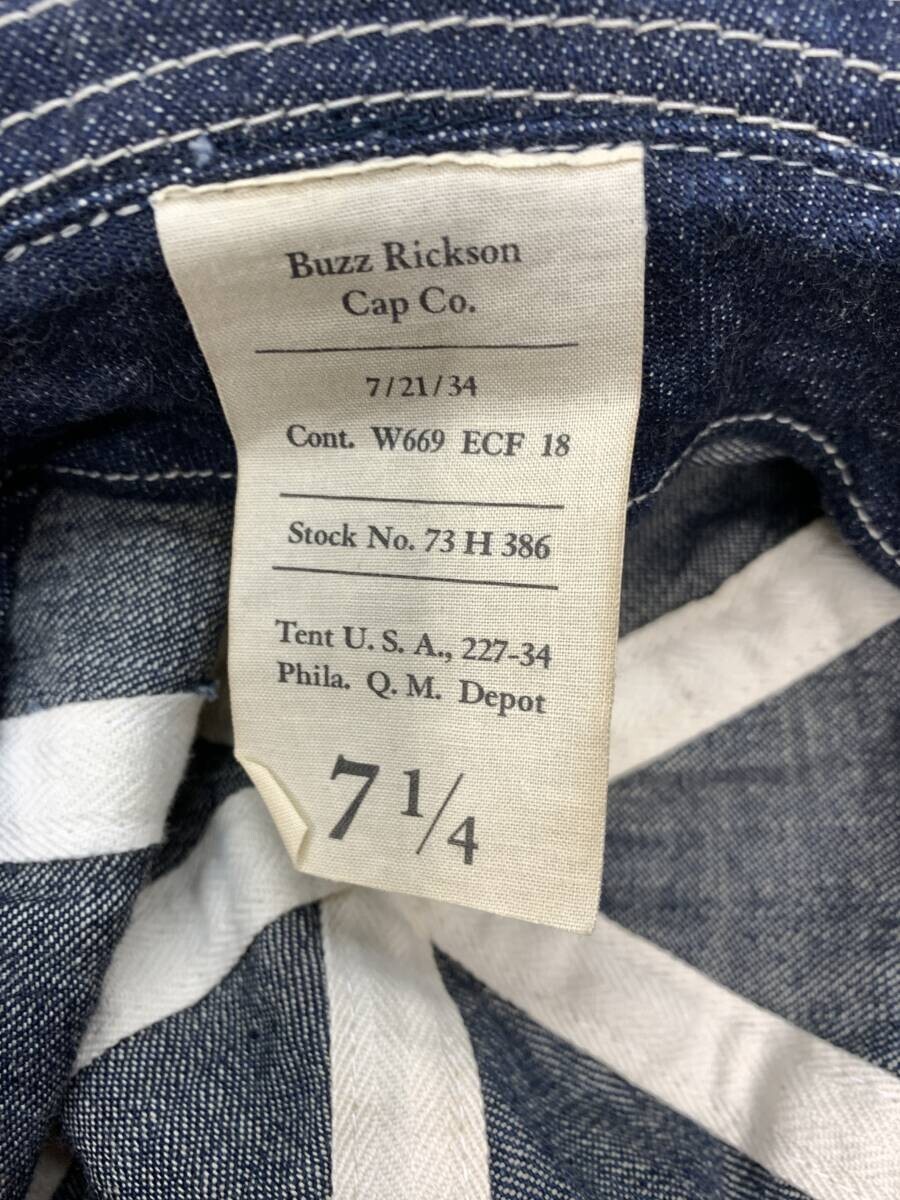 Buzz Rickson
Cap Co.
7/21/34
Cont. W669 ECF 18
Stock No. 73 H 386
Tent U. S. A., 227-34
Phila. Q. M. Depot
7 1/4